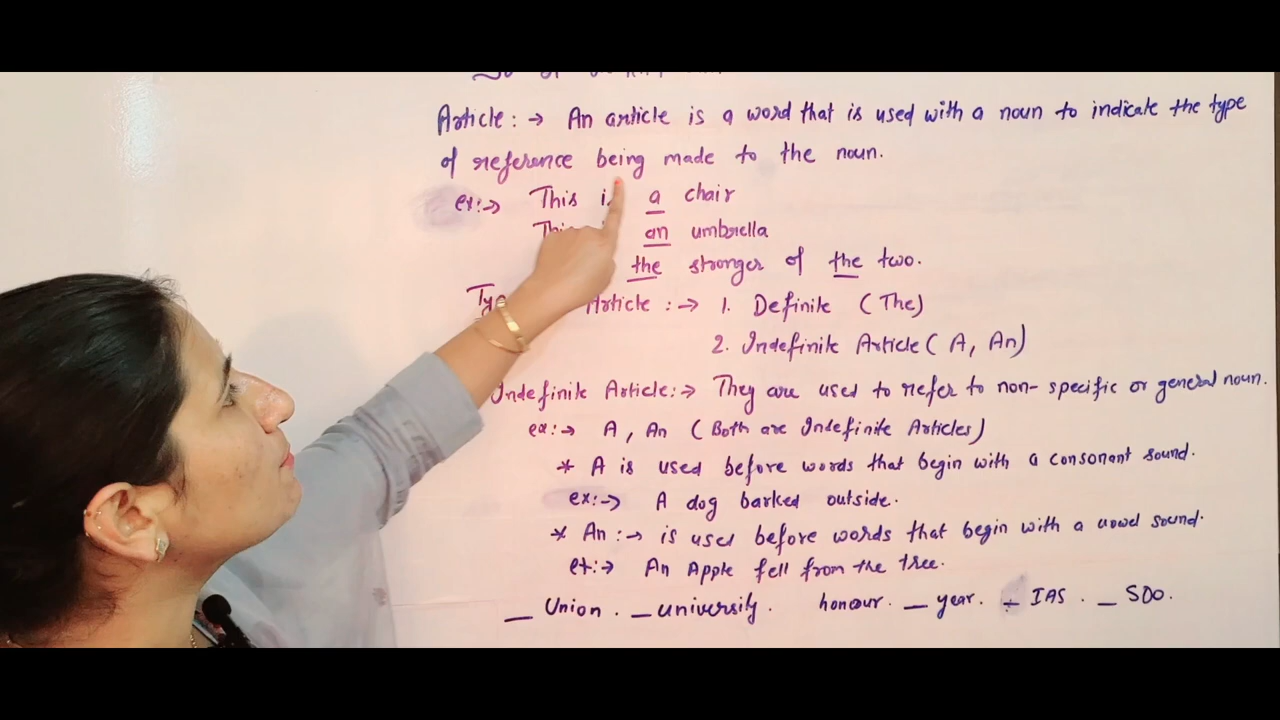 Article :→ An article is a word that is used with a noun to indicate the type
of reference being made to the noun.
ex:→ This is a chair
This an umbrella
the stronger of the two.
Article :→ 1. Definite (The)
2. Indefinite Article (A, An)
Indefinite Article:→ They are used to refer to non-specific or general noun.
ex:→ A, An (Both are Indefinite Articles)
* A is used before words that begin with a consonant sound.
ex:→ A dog barked outside.
* An :→ is used before words that begin with a vowel sound.
ex:→ An Apple fell from the tree.
__ Union. __ university. honour. __ year. __ IAS. __ SDO.